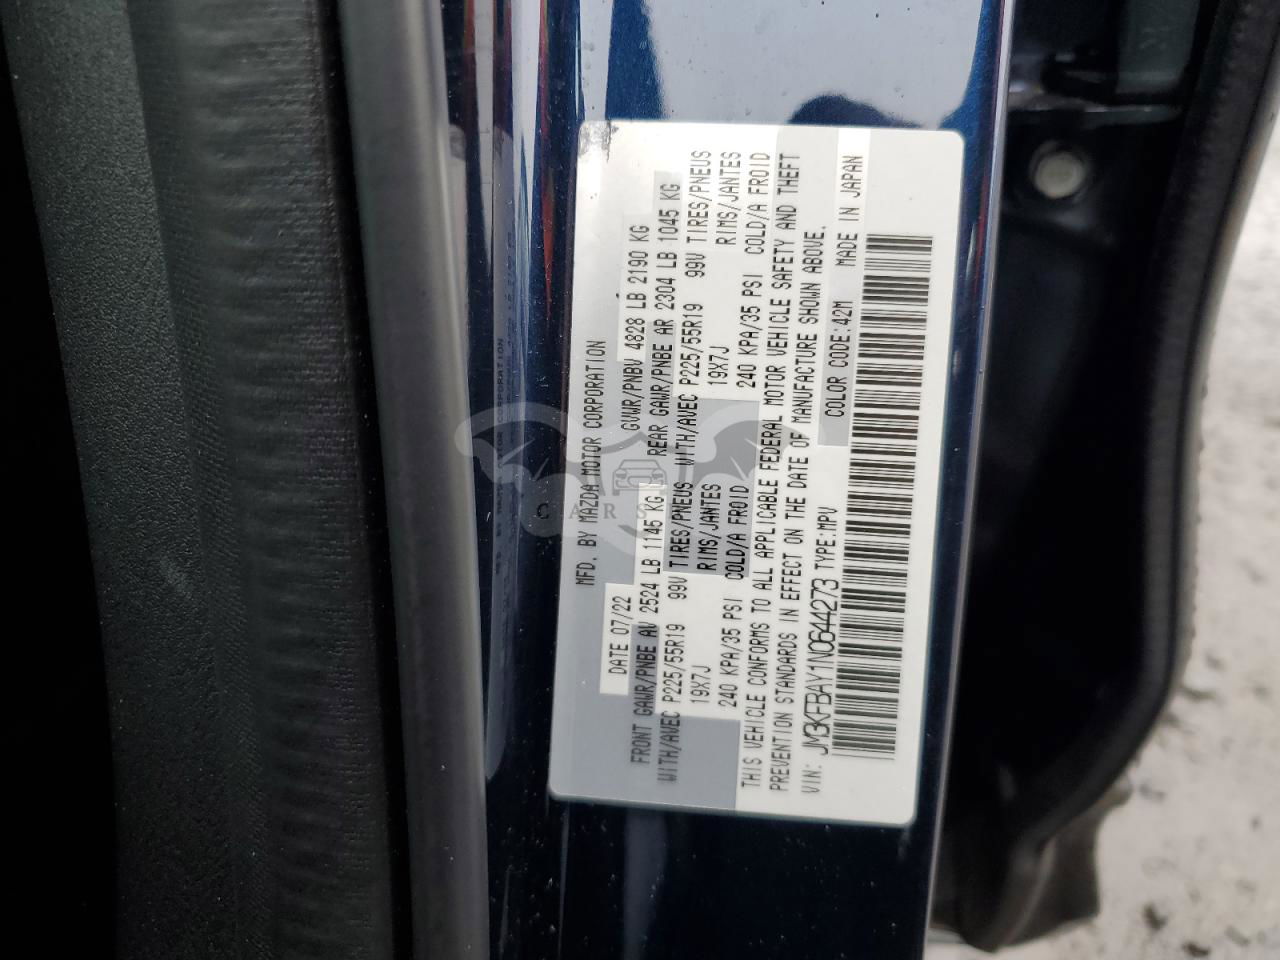 MFD. BY MAZDA MOTOR CORPORATION
DATE 07/22 GVWR/PNBV 4828 LB 2190 KG
FRONT GAWR/PNBE AV 2524 LB 1145 KG REAR GAWR/PNBE AR 2304 LB 1045 KG
WITH/AVEC P225/55R19 99V TIRES/PNEUS WITH/AVEC P225/55R19 99V TIRES/PNEUS
19X7J RIMS/JANTES 19X7J RIMS/JANTES
240 KPA/35 PSI COLD/A FROID 240 KPA/35 PSI COLD/A FROID
THIS VEHICLE CONFORMS TO ALL APPLICABLE FEDERAL MOTOR VEHICLE SAFETY AND THEFT
PREVENTION STANDARDS IN EFFECT ON THE DATE OF MANUFACTURE SHOWN ABOVE.
VIN: JM3KFBAY1N0644273 TYPE:MPV COLOR CODE:42M MADE IN JAPAN